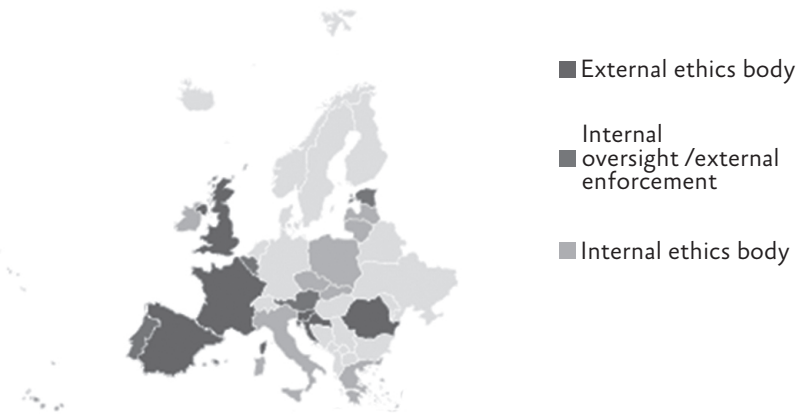 External ethics body
Internal
oversight /external
enforcement
Internal ethics body